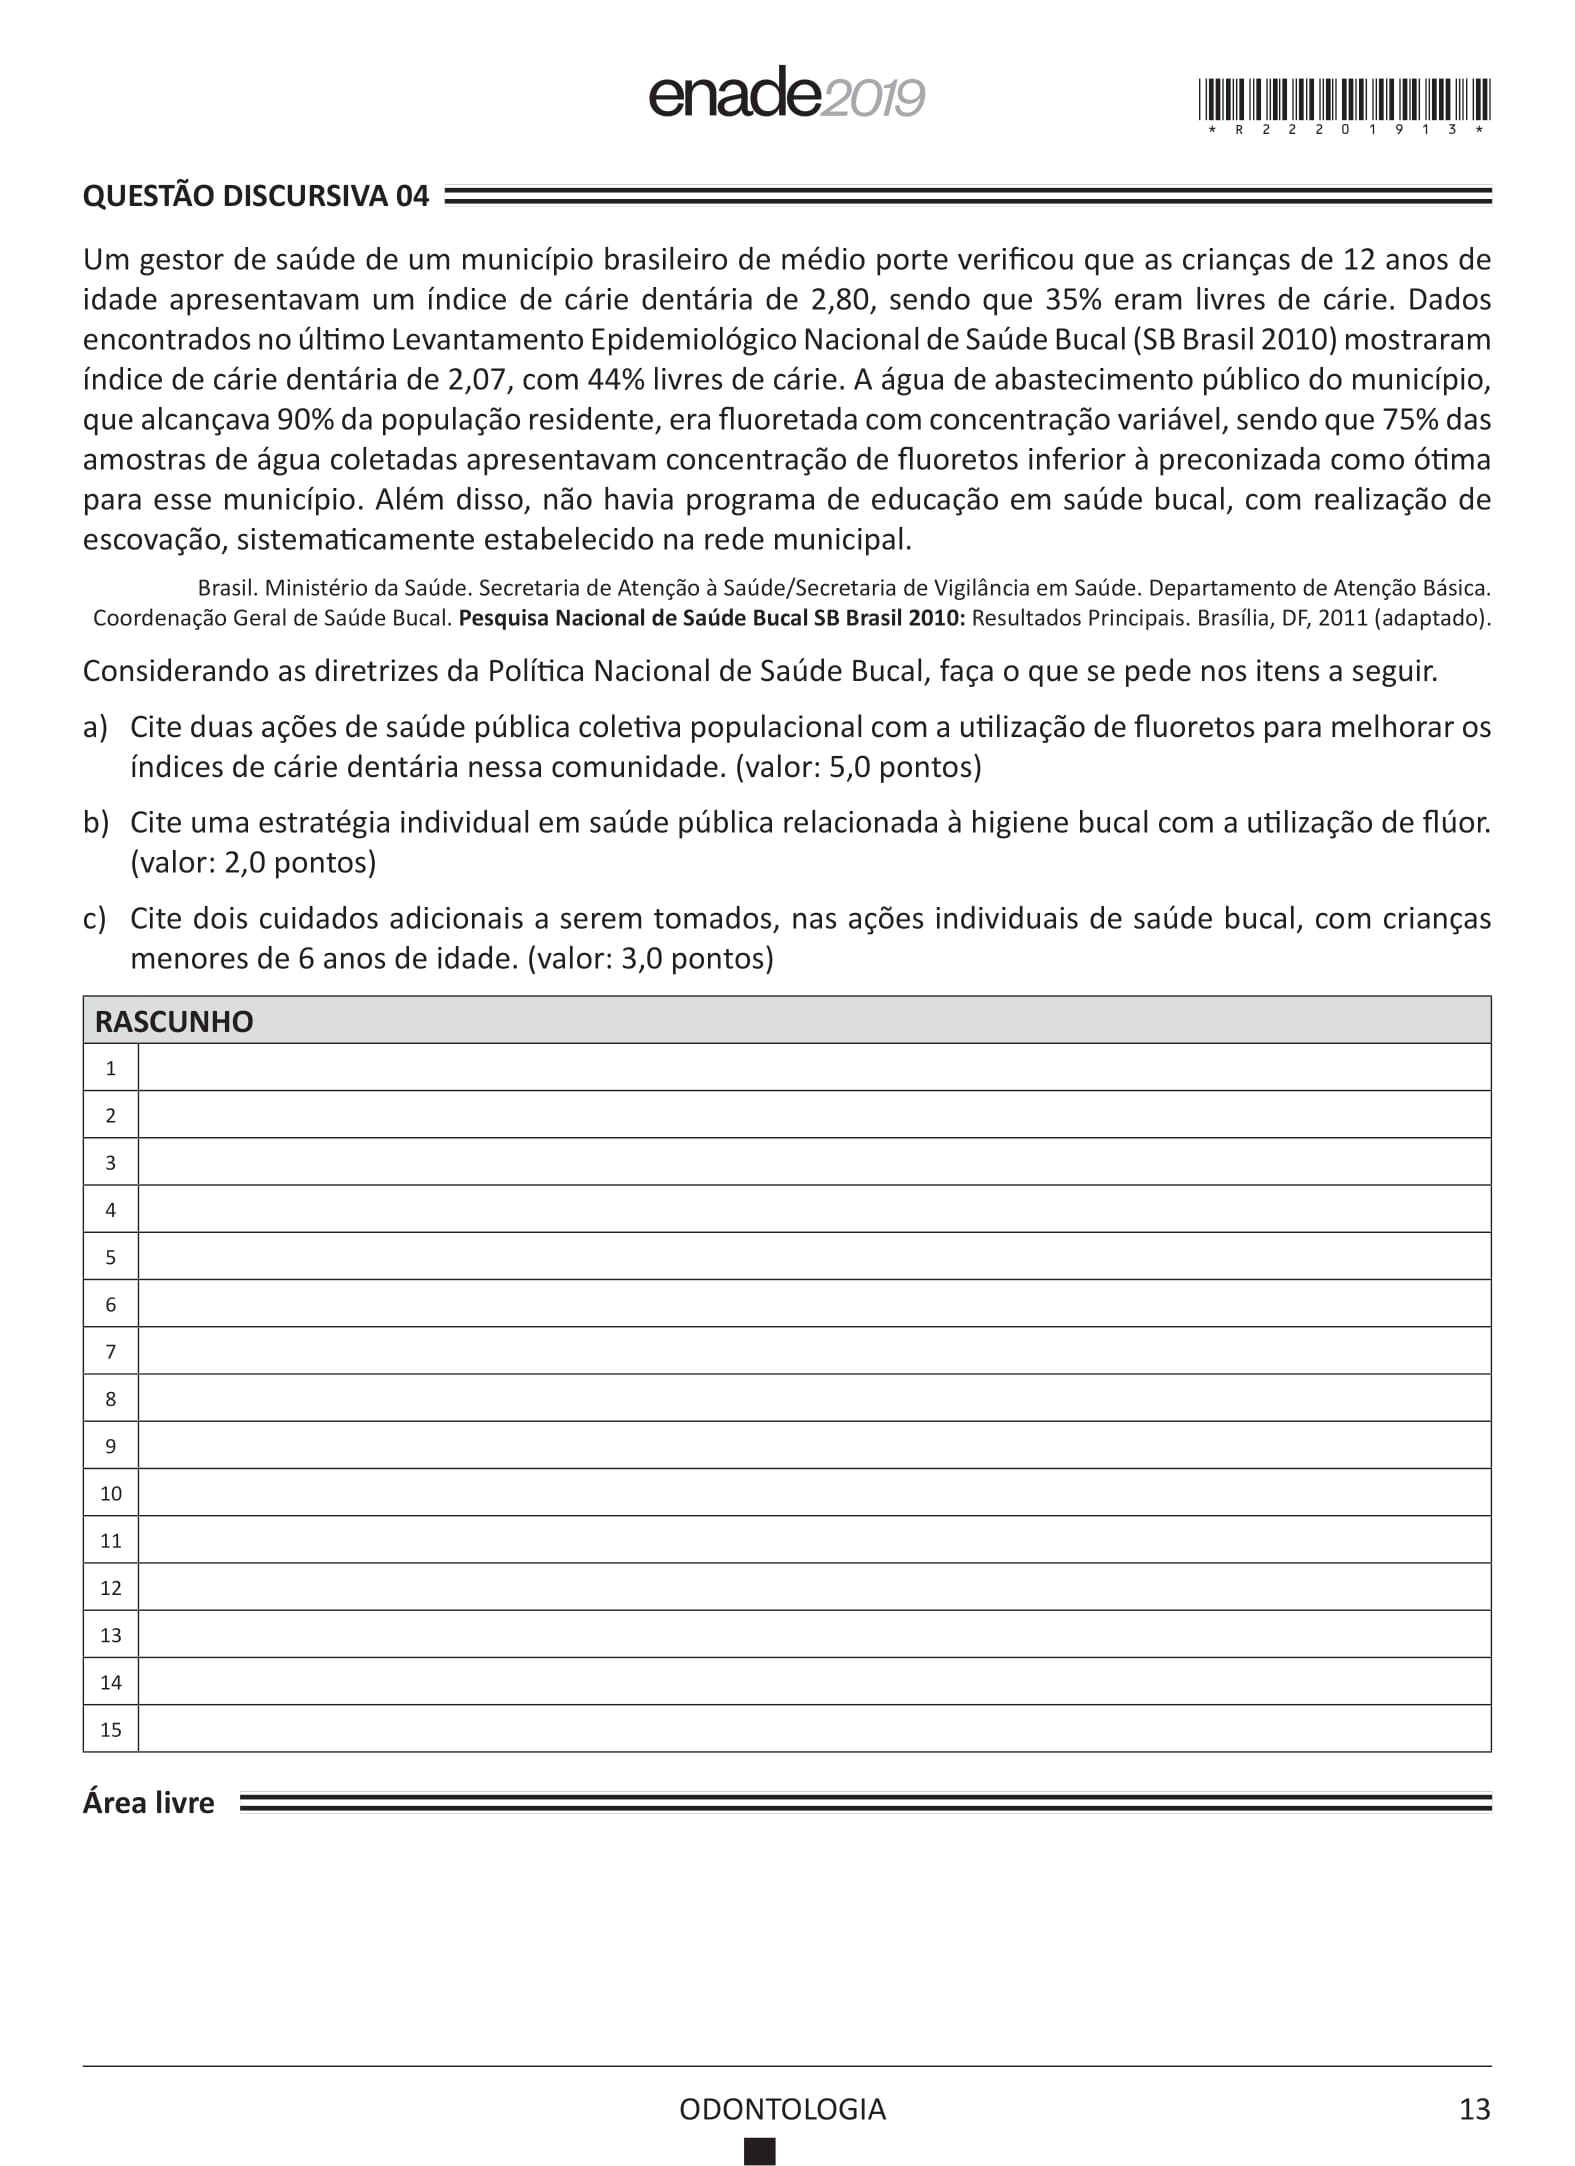 enade2019
*R22201913*
QUESTÃO DISCURSIVA 04
Um gestor de saúde de um município brasileiro de médio porte verificou que as crianças de 12 anos de
idade apresentavam um índice de cárie dentária de 2,80, sendo que 35% eram livres de cárie. Dados
encontrados no último Levantamento Epidemiológico Nacional de Saúde Bucal (SB Brasil 2010) mostraram
índice de cárie dentária de 2,07, com 44% livres de cárie. A água de abastecimento público do município,
que alcançava 90% da população residente, era fluoretada com concentração variável, sendo que 75% das
amostras de água coletadas apresentavam concentração de fluoretos inferior à preconizada como ótima
para esse município. Além disso, não havia programa de educação em saúde bucal, com realização de
escovação, sistematicamente estabelecido na rede municipal.
Brasil. Ministério da Saúde. Secretaria de Atenção à Saúde/Secretaria de Vigilância em Saúde. Departamento de Atenção Básica.
Coordenação Geral de Saúde Bucal. Pesquisa Nacional de Saúde Bucal SB Brasil 2010: Resultados Principais. Brasília, DF, 2011 (adaptado).
Considerando as diretrizes da Política Nacional de Saúde Bucal, faça o que se pede nos itens a seguir.
a) Cite duas ações de saúde pública coletiva populacional com a utilização de fluoretos para melhorar os
índices de cárie dentária nessa comunidade. (valor: 5,0 pontos)
b) Cite uma estratégia individual em saúde pública relacionada à higiene bucal com a utilização de flúor.
(valor: 2,0 pontos)
c) Cite dois cuidados adicionais a serem tomados, nas ações individuais de saúde bucal, com crianças
menores de 6 anos de idade. (valor: 3,0 pontos)
RASCUNHO
1
2
3
4
5
6
7
8
9
10
11
12
13
14
15
Área livre
ODONTOLOGIA
13